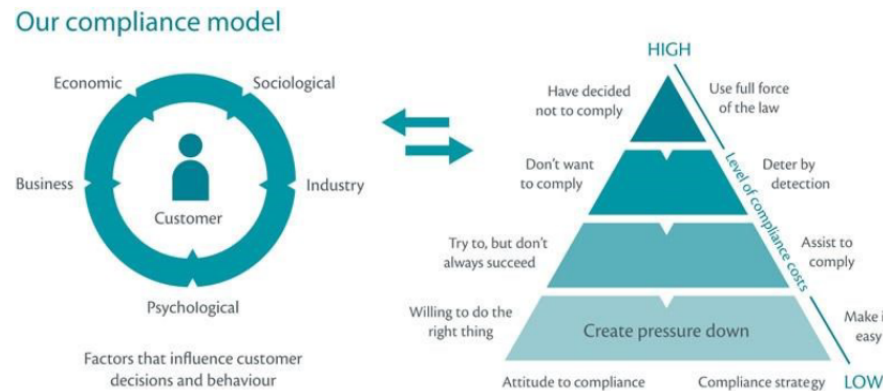 Our compliance model
Economic
Sociological
Business
Industry
Customer
Psychological
Factors that influence customer
decisions and behaviour
HIGH
Have decided
not to comply
Use full force
of the law
Don't want
to comply
Deter by
detection
Level of compliance costs
Try to, but don't
always succeed
Assist to
comply
Willing to do the
right thing
Create pressure down
Make i
easy
Attitude to compliance
Compliance strategy
LOW